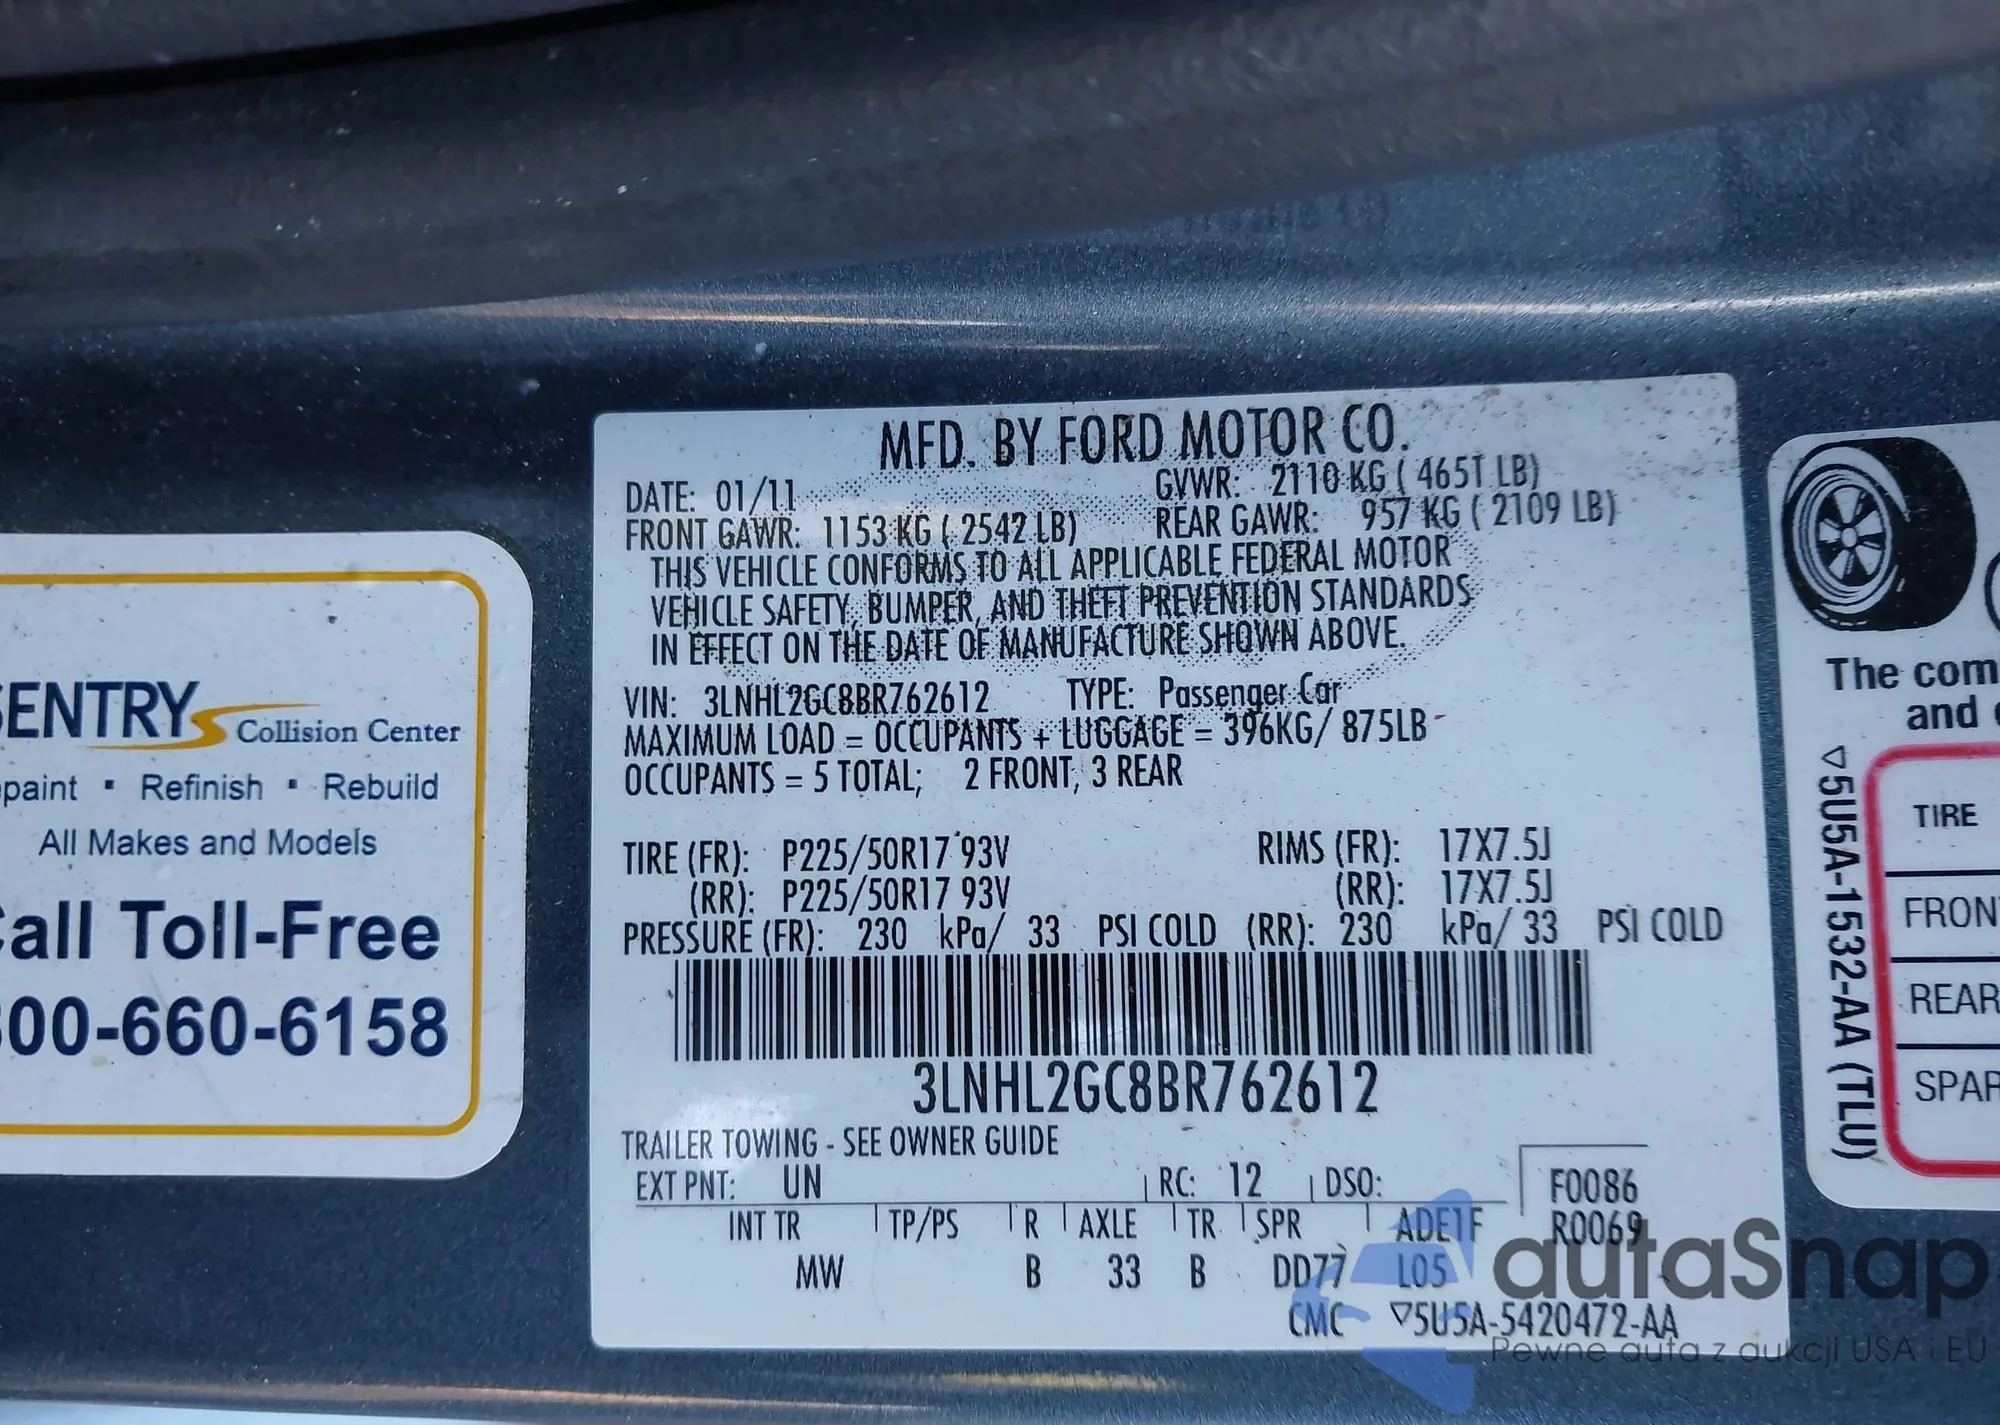 MFD. BY FORD MOTOR CO.
DATE: 01/11 GVWR: 2110 KG ( 4651 LB)
FRONT GAWR: 1153 KG ( 2542 LB) REAR GAWR: 957 KG ( 2109 LB)
THIS VEHICLE CONFORMS TO ALL APPLICABLE FEDERAL MOTOR
VEHICLE SAFETY, BUMPER, AND THEFT PREVENTION STANDARDS
IN EFFECT ON THE DATE OF MANUFACTURE SHOWN ABOVE.
VIN: 3LNHL2GC8BR762612 TYPE: Passenger Car
MAXIMUM LOAD = OCCUPANTS + LUGGAGE = 396KG/ 875LB
OCCUPANTS = 5 TOTAL; 2 FRONT, 3 REAR
TIRE (FR): P225/50R17 93V RIMS (FR): 17X7.5J
(RR): P225/50R17 93V (RR): 17X7.5J
PRESSURE (FR): 230 kPa/ 33 PSI COLD (RR): 230 kPa/ 33 PSI COLD
3LNHL2GC8BR762612
TRAILER TOWING - SEE OWNER GUIDE
EXT PNT: UN RC: 12 DSO: F0086
INT TR TP/PS R AXLE TR SPR ADE1F R0069
MW B 33 B DD77 L05
CMC ▽5U5A-5420472-AA
ENTRY Collision Center
paint ▪ Refinish ▪ Rebuild
All Makes and Models
all Toll-Free
00-660-6158
The com
and
▽5U5A-1532-AA (TLU)
TIRE
FRON
REAR
SPAR
autaSnap
Pewne auta z aukcji USA i EU